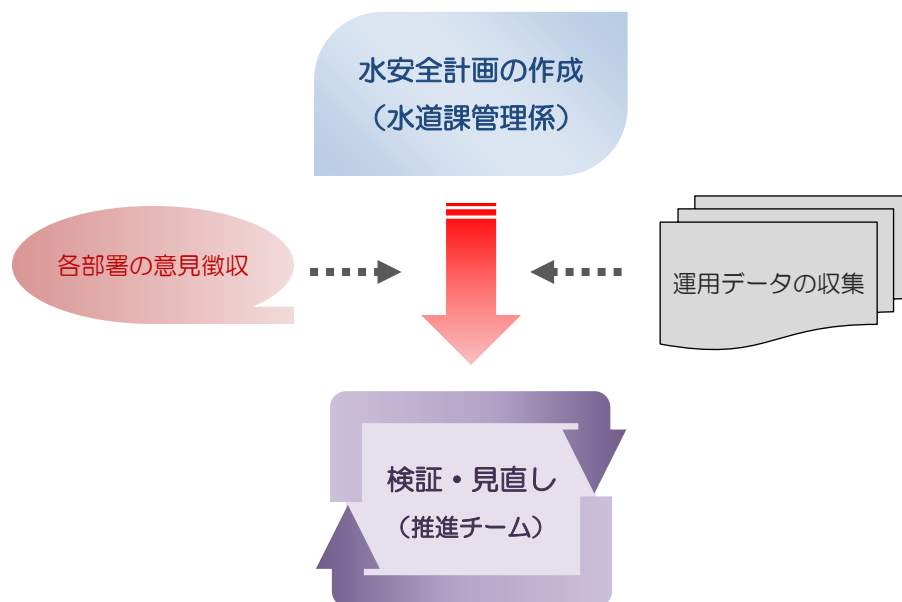 水安全計画の作成
（水道課管理係）
各部署の意見徴収
運用データの収集
検証・見直し
（推進チーム）